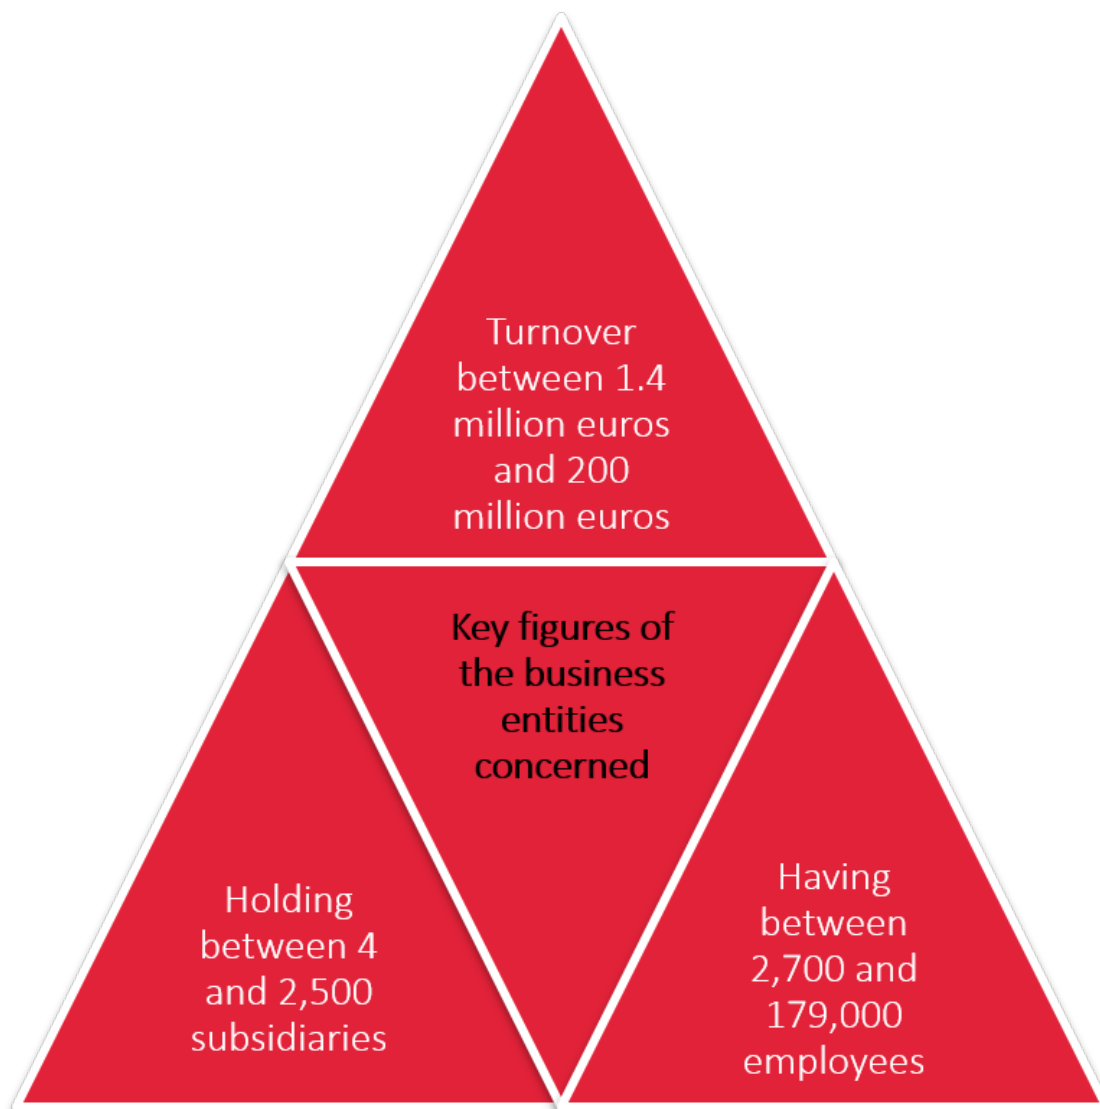 Turnover
between 1.4
million euros
and 200
million euros
Key figures of
the business
entities
concerned
Holding
between 4
and 2,500
subsidiaries
Having
between
2,700 and
179,000
employees